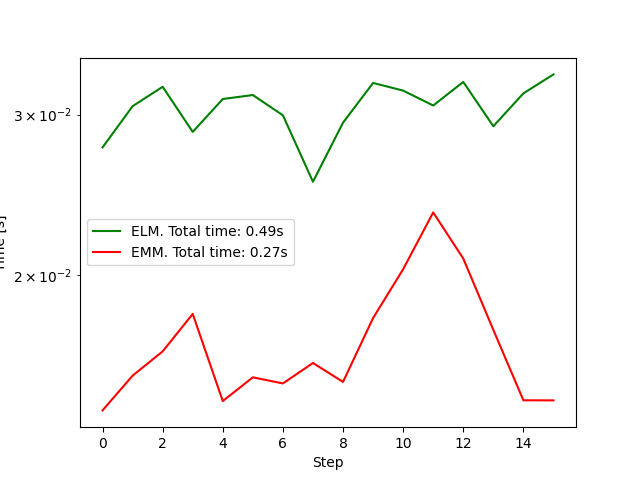 3 × 10⁻²
2 × 10⁻²
Time [s]
ELM. Total time: 0.49s
EMM. Total time: 0.27s
0 2 4 6 8 10 12 14
Step